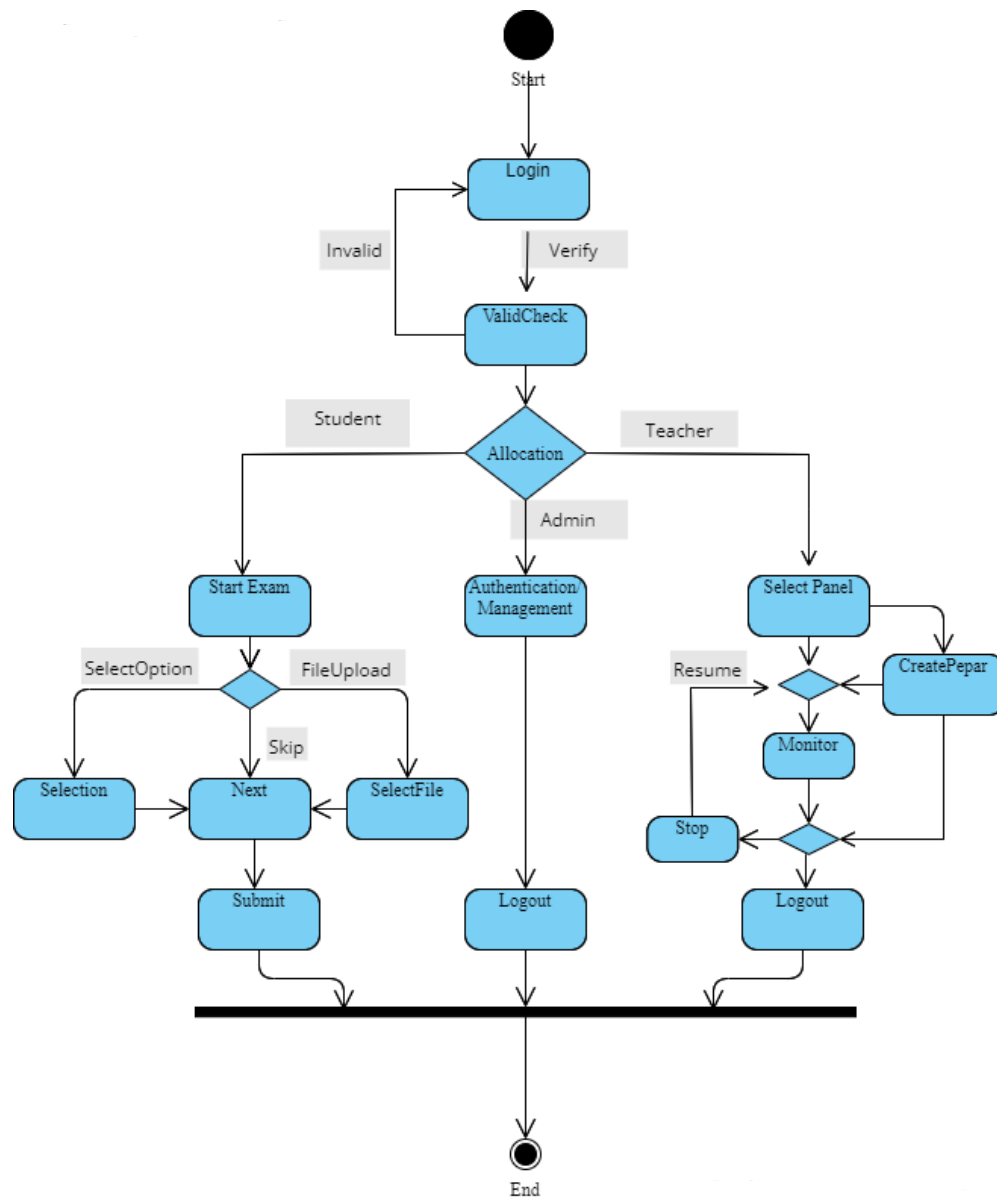 Start
Login
Invalid
Verify
ValidCheck
Student
Teacher
Allocation
Admin
Start Exam
Authentication/
Management
Select Panel
SelectOption
FileUpload
Resume
CreatePepar
Skip
Monitor
Selection
Next
SelectFile
Stop
Submit
Logout
Logout
End